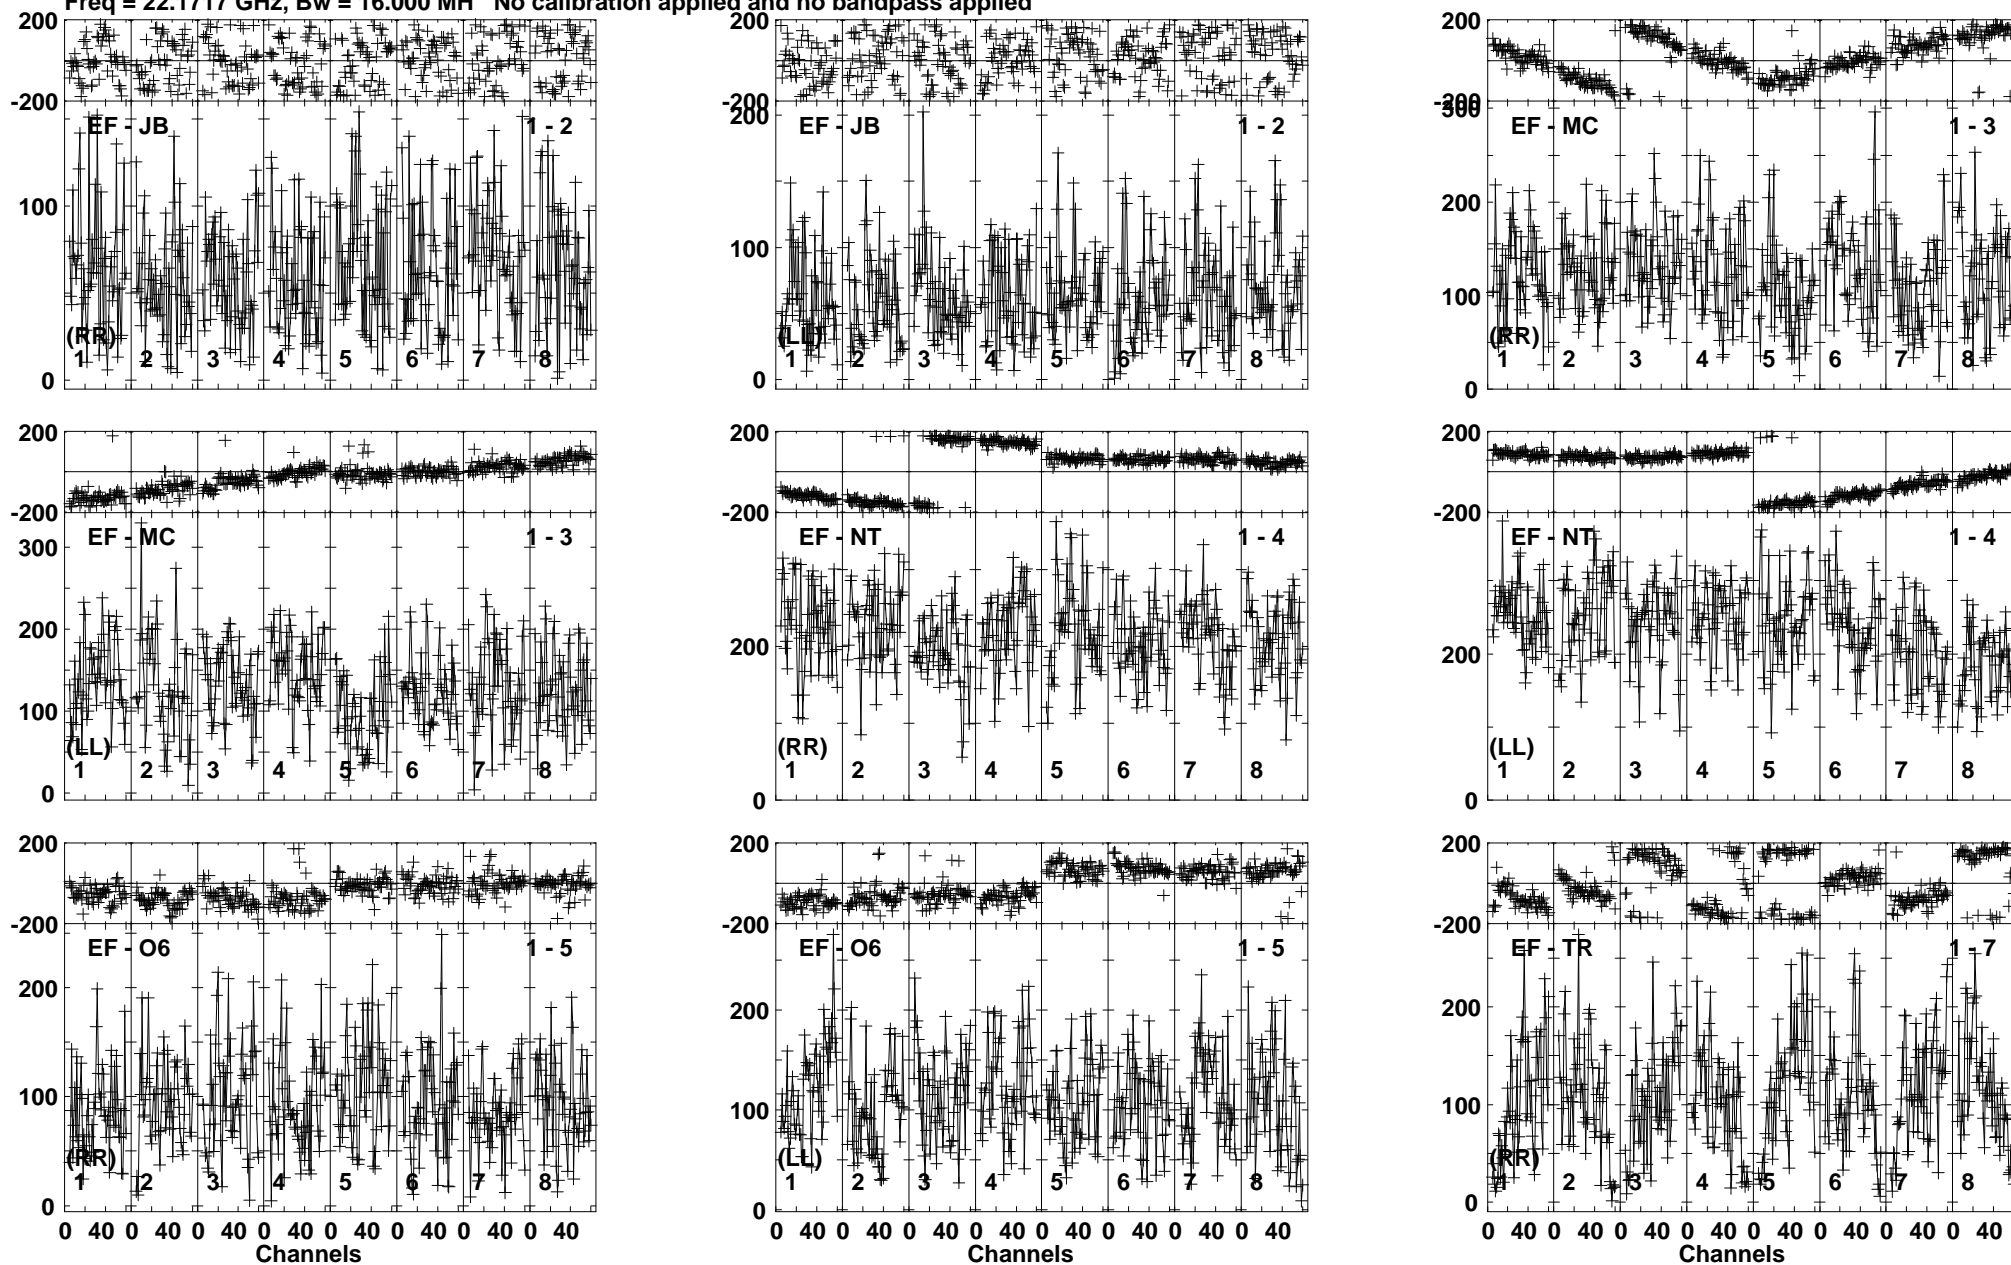 Freq = 22.1717 GHz, Bw = 16.000 MH No calibration applied and no bandpass applied
200 200 200
-200 -200 -200
EF - JB 1 - 2 200 EF - JB 1 - 2 300 EF - MC 1 - 3
100 100 200
100
(RR) (LL) (RR)
1 2 3 4 5 6 7 8 1 2 3 4 5 6 7 8 1 2 3 4 5 6 7 8
0 0 0
200 200 200
-200 -200 -200
EF - MC 1 - 3 EF - NT 1 - 4 EF - NT 1 - 4
300
200 200 200
100
(LL) (RR) (LL)
1 2 3 4 5 6 7 8 1 2 3 4 5 6 7 8 1 2 3 4 5 6 7 8
0 0 0
200 200 200
-200 -200 -200
EF - O6 1 - 5 EF - O6 1 - 5 EF - TR 1 - 7
200 200 200
100 100 100
(RR) (LL) (RR)
1 2 3 4 5 6 7 8 1 2 3 4 5 6 7 8 1 2 3 4 5 6 7 8
0 0 0
0 40 0 40 0 40 0 40 0 40 0 40 0 40 0 40 0 40 0 40 0 40 0 40 0 40 0 40 0 40 0 40 0 40 0 40 0 40 0 40 0 40 0 40 0 40 0 40
Channels Channels Channels